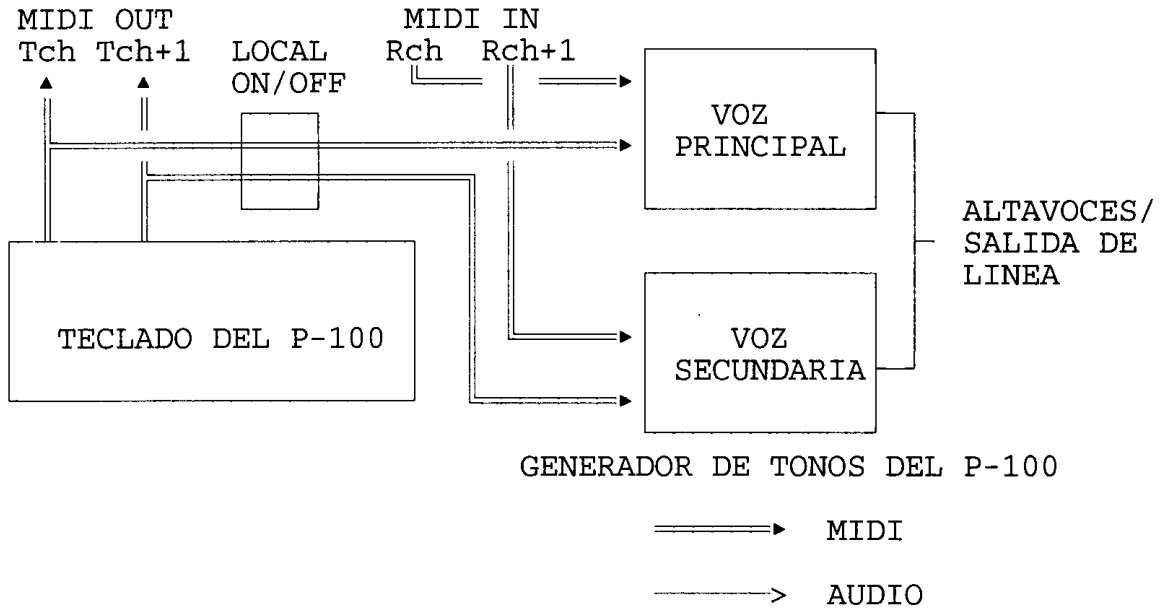 MIDI OUT
Tch Tch+1
LOCAL
ON/OFF
MIDI IN
Rch Rch+1
VOZ
PRINCIPAL
ALTAVOCES/
SALIDA DE
LINEA
TECLADO DEL P-100
VOZ
SECUNDARIA
GENERADOR DE TONOS DEL P-100
MIDI
AUDIO